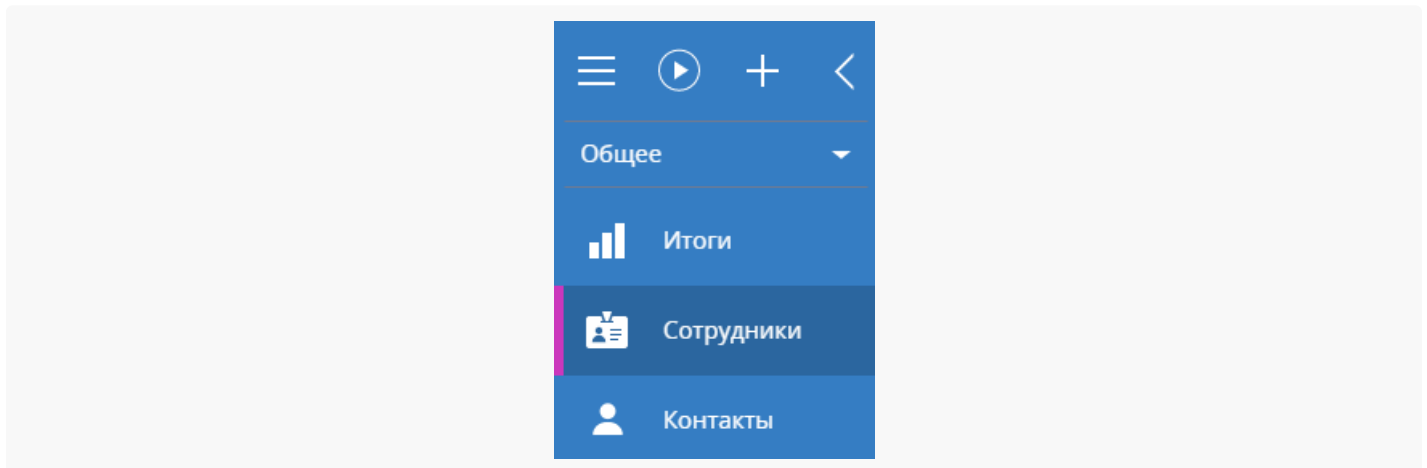 Общее
Итоги
Сотрудники
Контакты